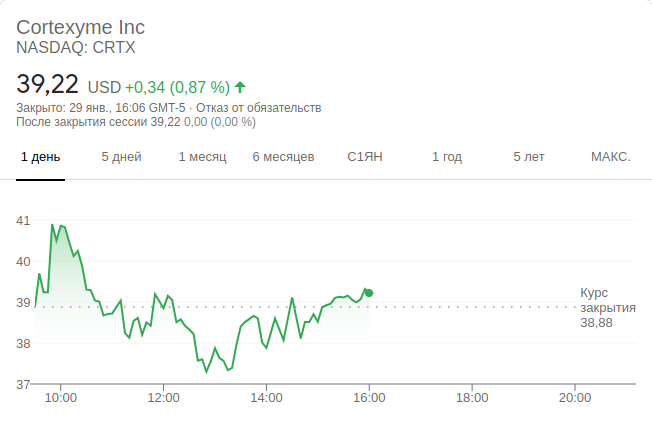 Cortexyme Inc
NASDAQ: CRTX
39,22 USD +0,34 (0,87 %)
Закрыто: 29 янв., 16:06 GMT-5 · Отказ от обязательств
После закрытия сессии 39,22 0,00 (0,00 %)
1 день 5 дней 1 месяц 6 месяцев С1ЯН 1 год 5 лет МАКС.
41
40
39
38
37
Курс
закрытия
38,88
10:00 12:00 14:00 16:00 18:00 20:00